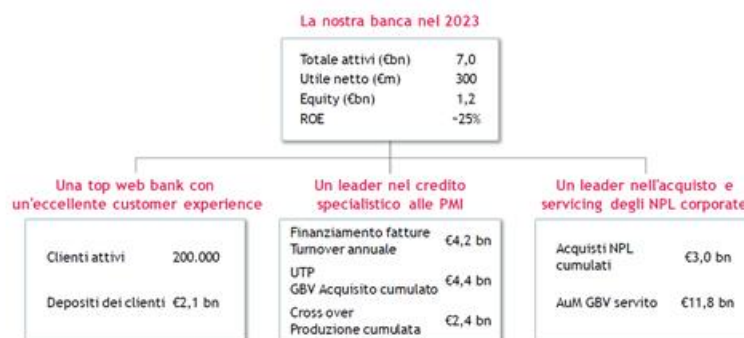 La nostra banca nel 2023
Totale attivi (€bn) 7,0
Utile netto (€m) 300
Equity (€bn) 1,2
ROE ~25%
Una top web bank con
un'eccellente customer experience
Clienti attivi 200.000
Depositi dei clienti €2,1 bn
Un leader nel credito
specialistico alle PMI
Finanziamento fatture
Turnover annuale €4,2 bn
UTP
GBV Acquisito cumulato €4,4 bn
Cross over
Produzione cumulata €2,4 bn
Un leader nell'acquisto e
servicing degli NPL corporate
Acquisti NPL
cumulati €3,0 bn
AuM GBV servito €11,8 bn